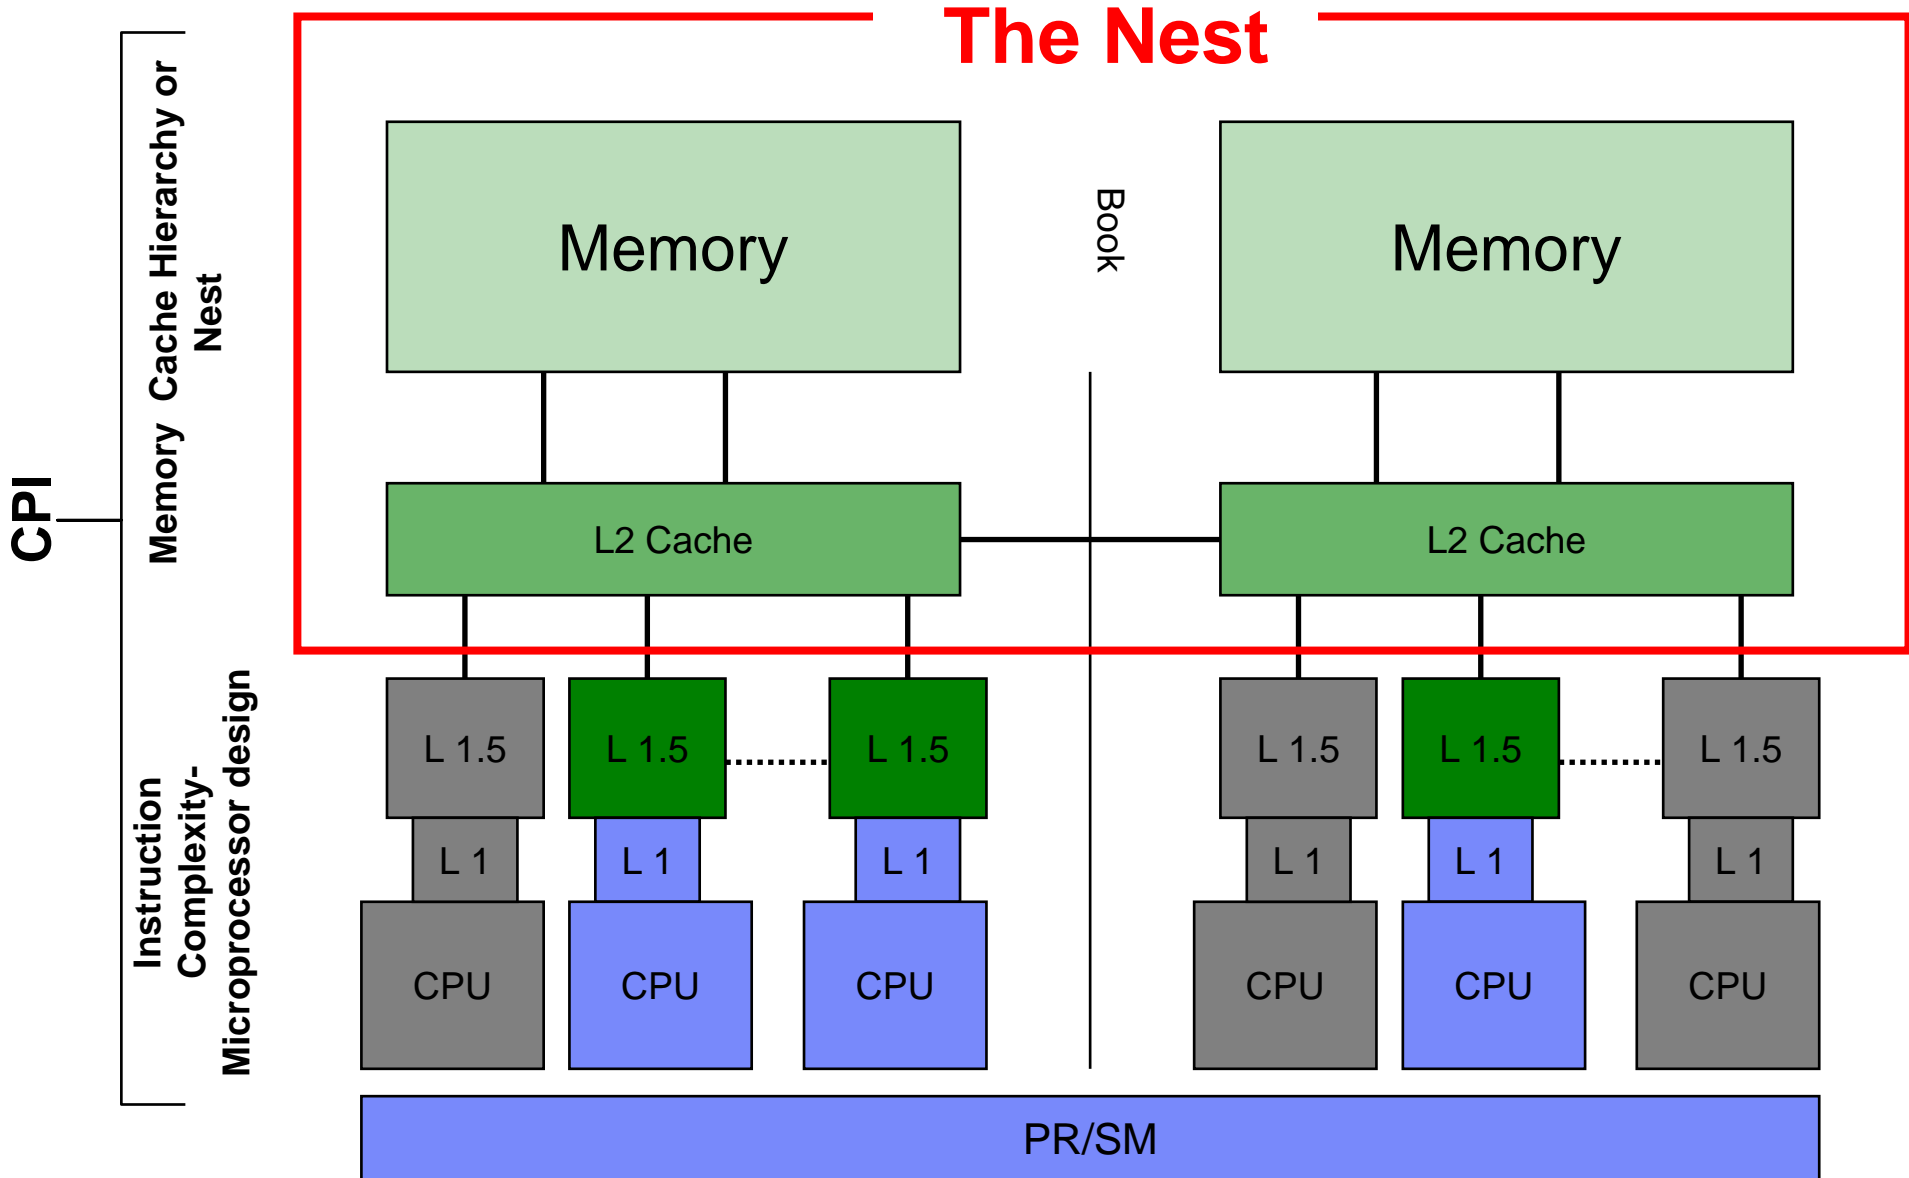 The Nest
CPI
Memory  Cache Hierarchy or
Nest
Instruction
Complexity-
Microprocessor design
Memory
Book
Memory
L2 Cache
L2 Cache
L 1.5
L 1.5
L 1.5
L 1.5
L 1.5
L 1.5
L 1
L 1
L 1
L 1
L 1
L 1
CPU
CPU
CPU
CPU
CPU
CPU
PR/SM